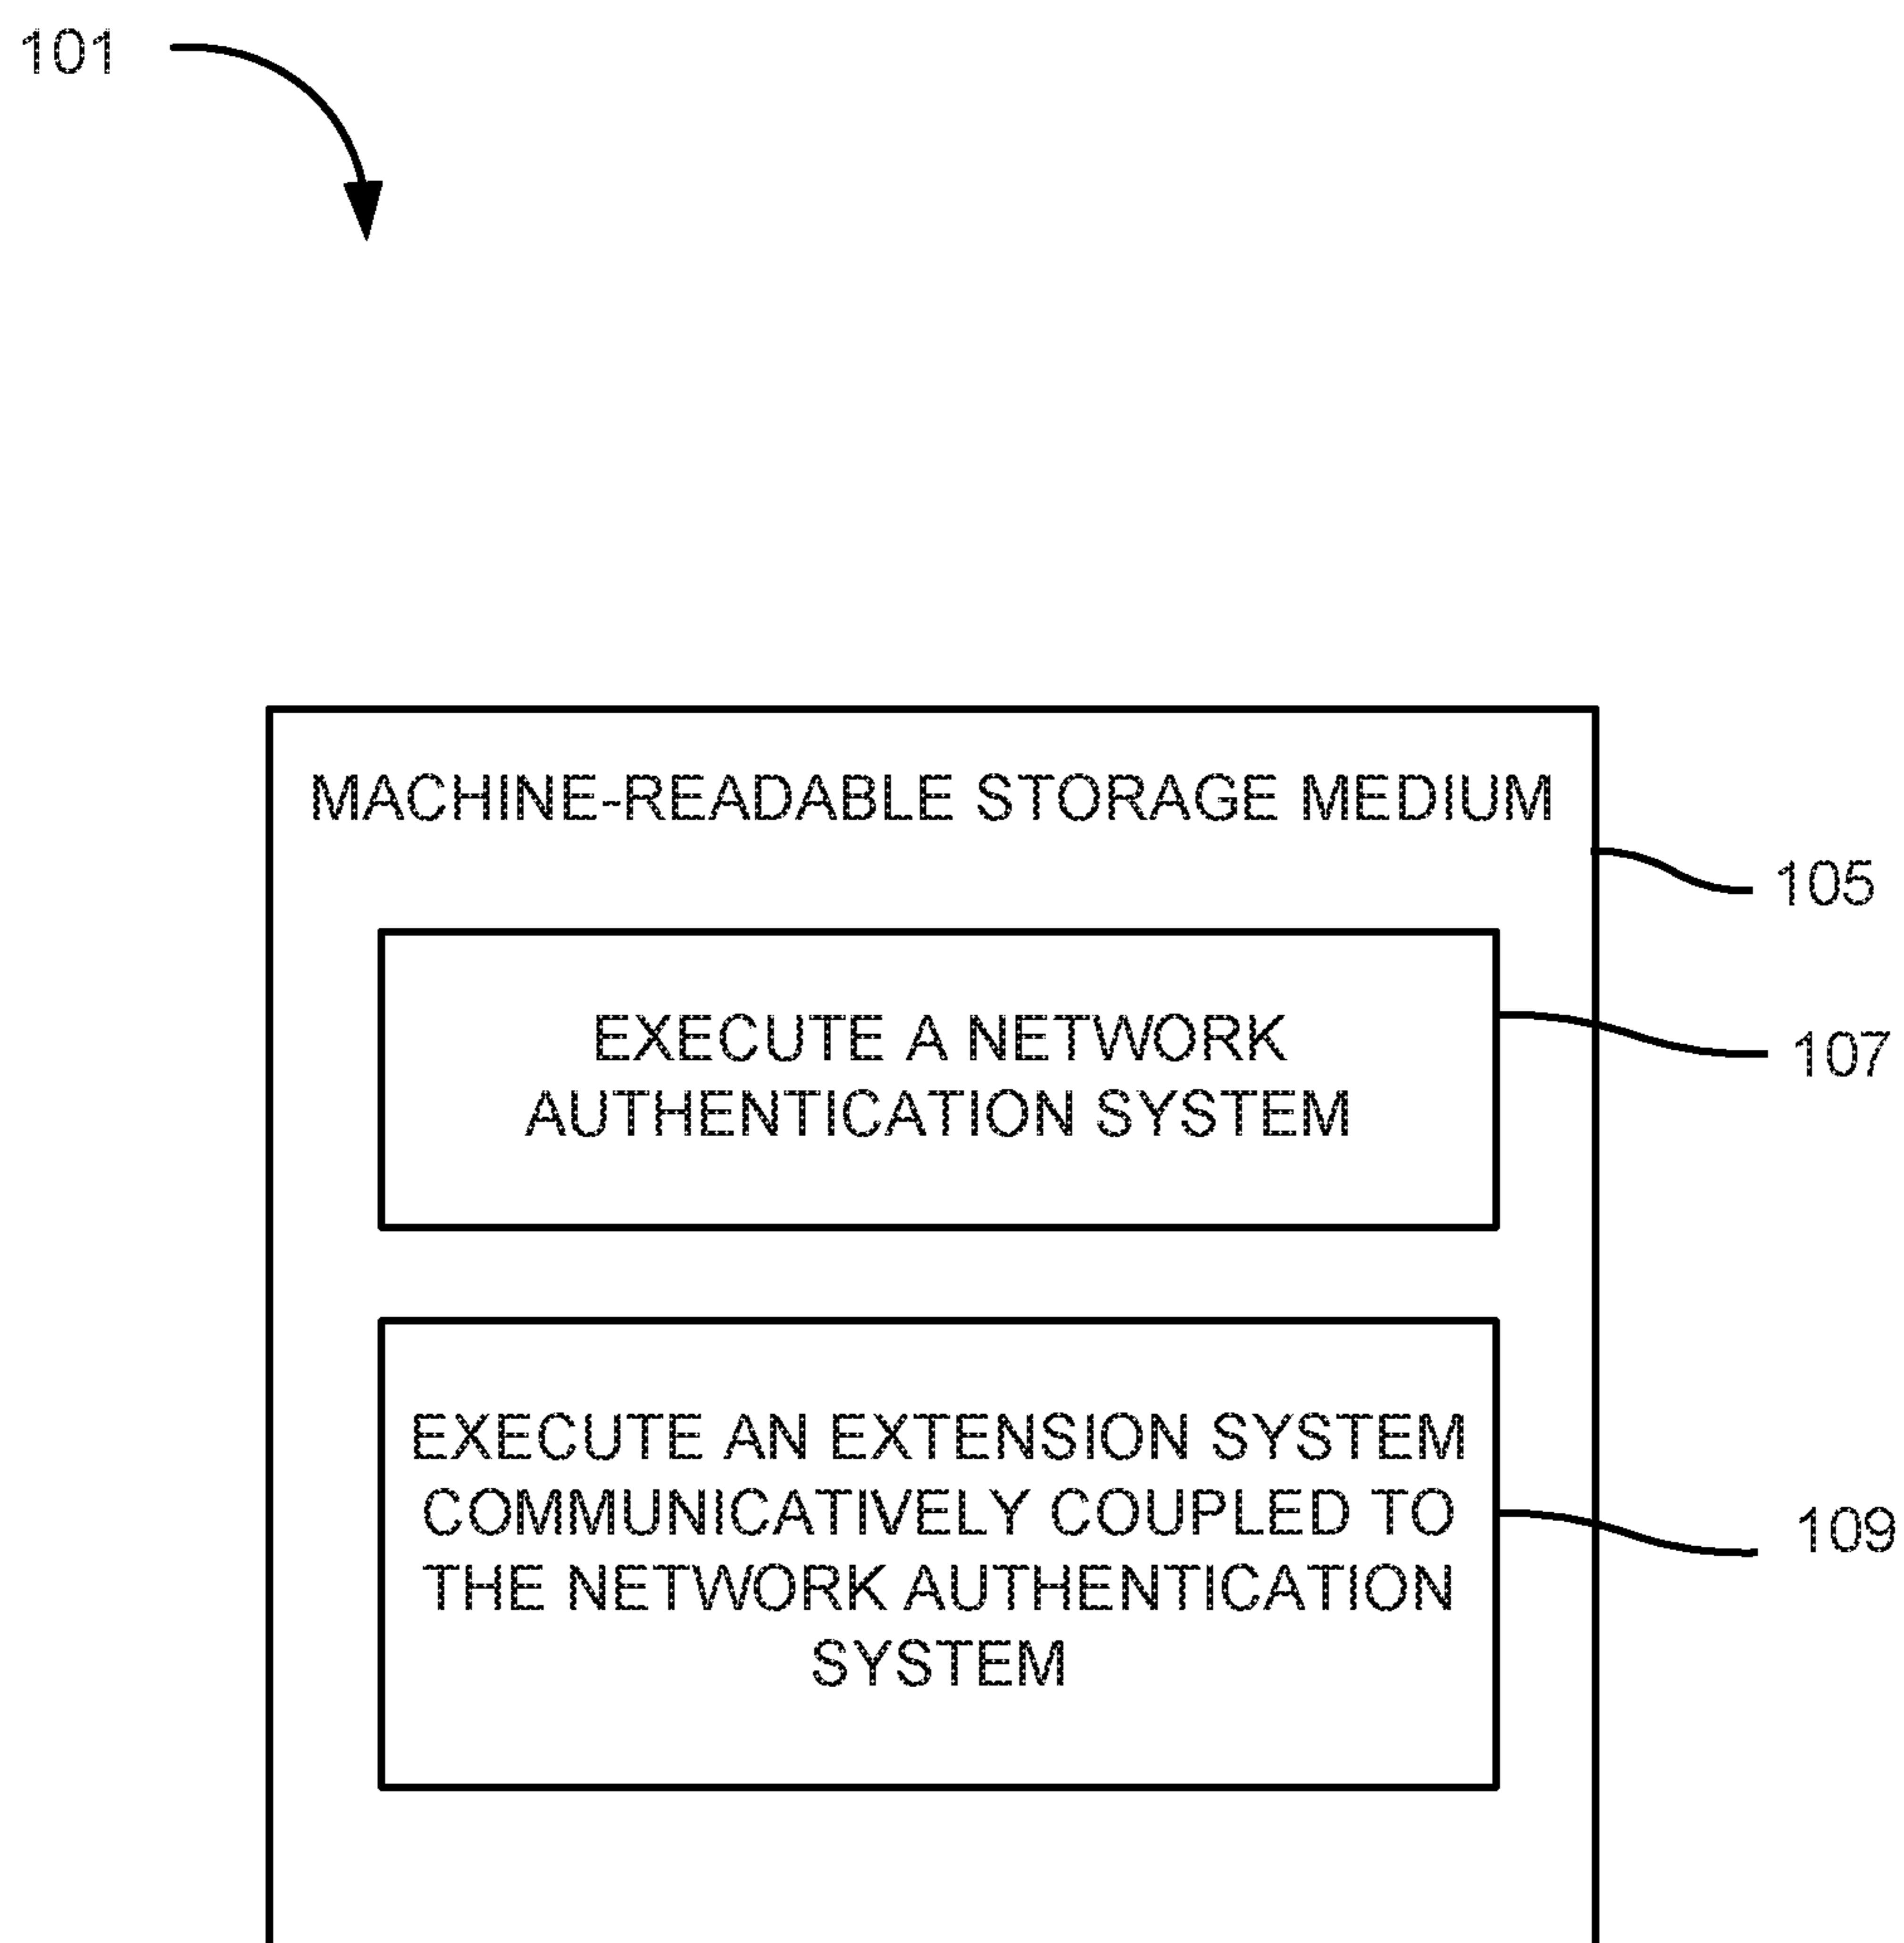 101
MACHINE-READABLE STORAGE MEDIUM
105
EXECUTE A NETWORK
AUTHENTICATION SYSTEM
107
EXECUTE AN EXTENSION SYSTEM
COMMUNICATIVELY COUPLED TO
THE NETWORK AUTHENTICATION
SYSTEM
109